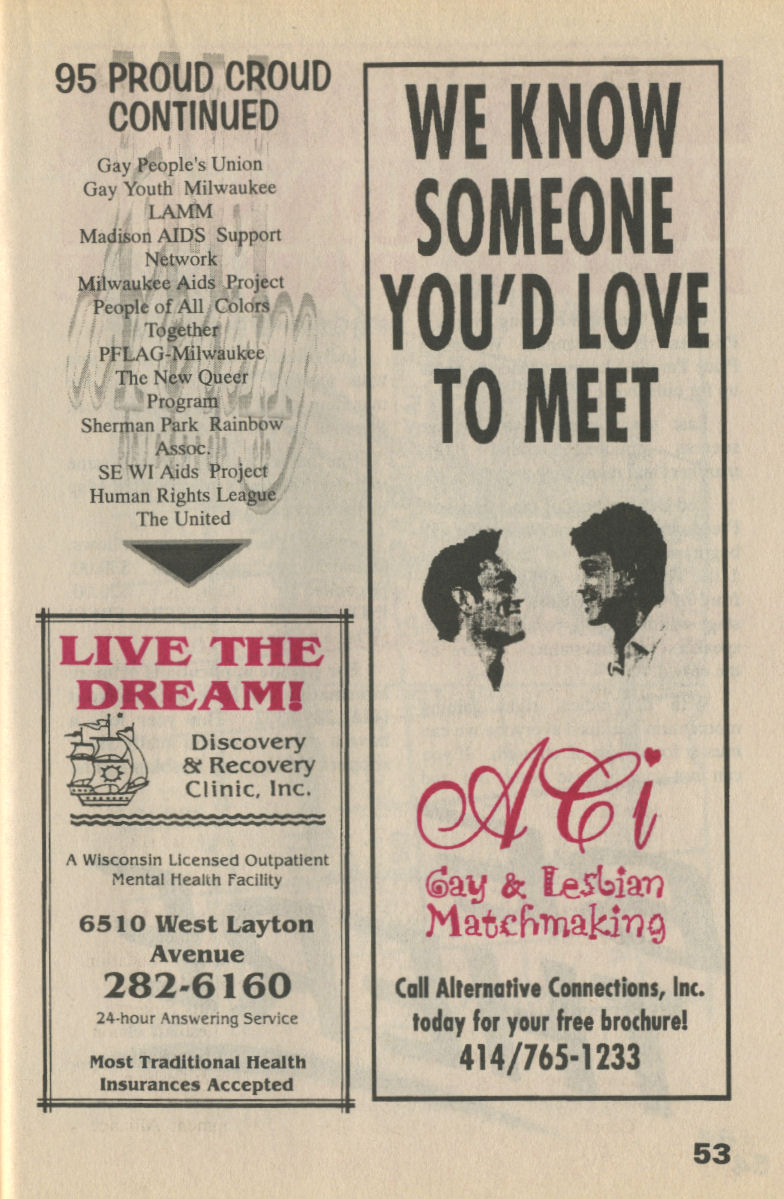 95 PROUD CROUD
CONTINUED
Gay People's Union
Gay Youth Milwaukee
LAMM
Madison AIDS Support
Network
Milwaukee Aids Project
People of All Colors
Together
PFLAG-Milwaukee
The New Queer
Program
Sherman Park Rainbow
Assoc.
SE WI Aids Project
Human Rights League
The United
LIVE THE
DREAM!
Discovery
& Recovery
Clinic, Inc.
A Wisconsin Licensed Outpatient
Mental Health Facility
6510 West Layton
Avenue
282-6160
24-hour Answering Service
Most Traditional Health
Insurances Accepted
WE KNOW
SOMEONE
YOU'D LOVE
TO MEET
ACi
Gay & Lesbian
Matchmaking
Call Alternative Connections, Inc.
today for your free brochure!
414/765-1233
53